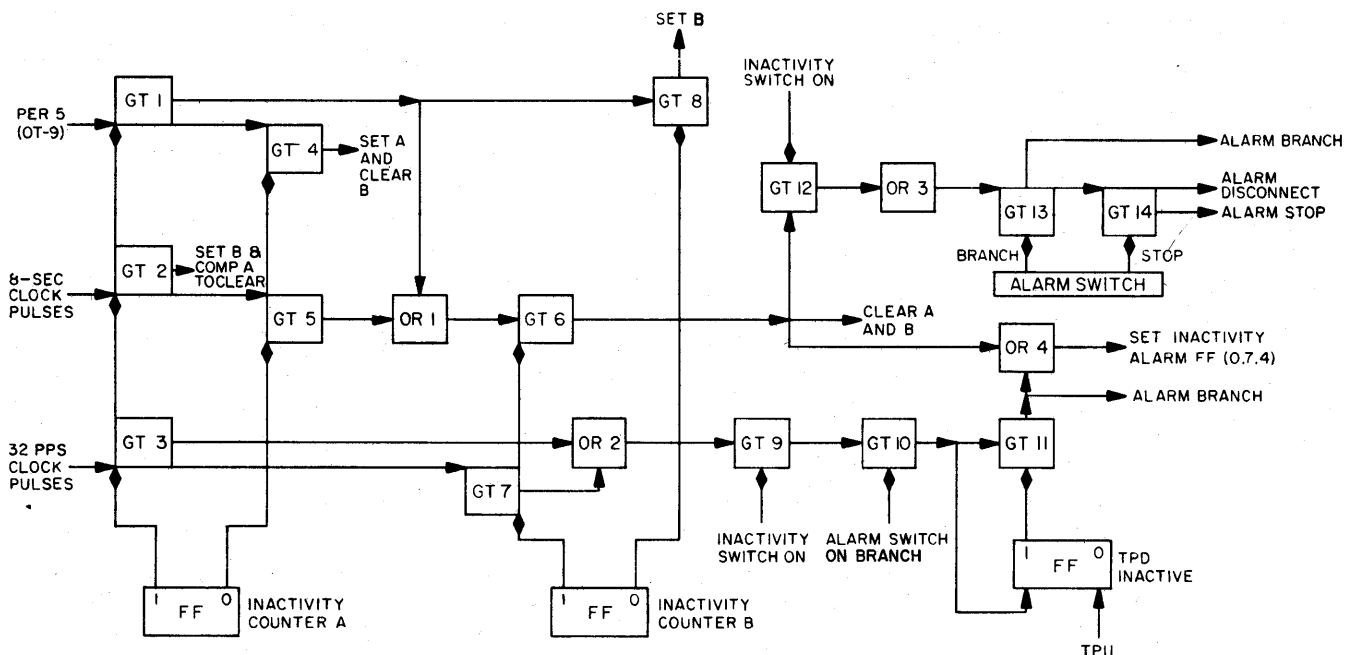 SET B
INACTIVITY
SWITCH ON
GT 1
GT 8
PER 5
(OT-9)
GT 4
SET A
AND
CLEAR
B
ALARM BRANCH
GT 12
OR 3
ALARM
DISCONNECT
GT 13
GT 14
ALARM STOP
BRANCH
STOP
ALARM SWITCH
GT 2
SET B &
COMP A
TO CLEAR
8-SEC
CLOCK
PULSES
GT 5
OR 1
GT 6
CLEAR A
AND B
OR 4
SET INACTIVITY
ALARM FF (0.7.4)
ALARM BRANCH
GT 3
OR 2
GT 9
GT 10
GT 11
32 PPS
CLOCK
PULSES
GT 7
INACTIVITY
SWITCH ON
ALARM SWITCH
ON BRANCH
1 0
FF
TPD
INACTIVE
1 0
FF
INACTIVITY
COUNTER A
1 0
FF
INACTIVITY
COUNTER B